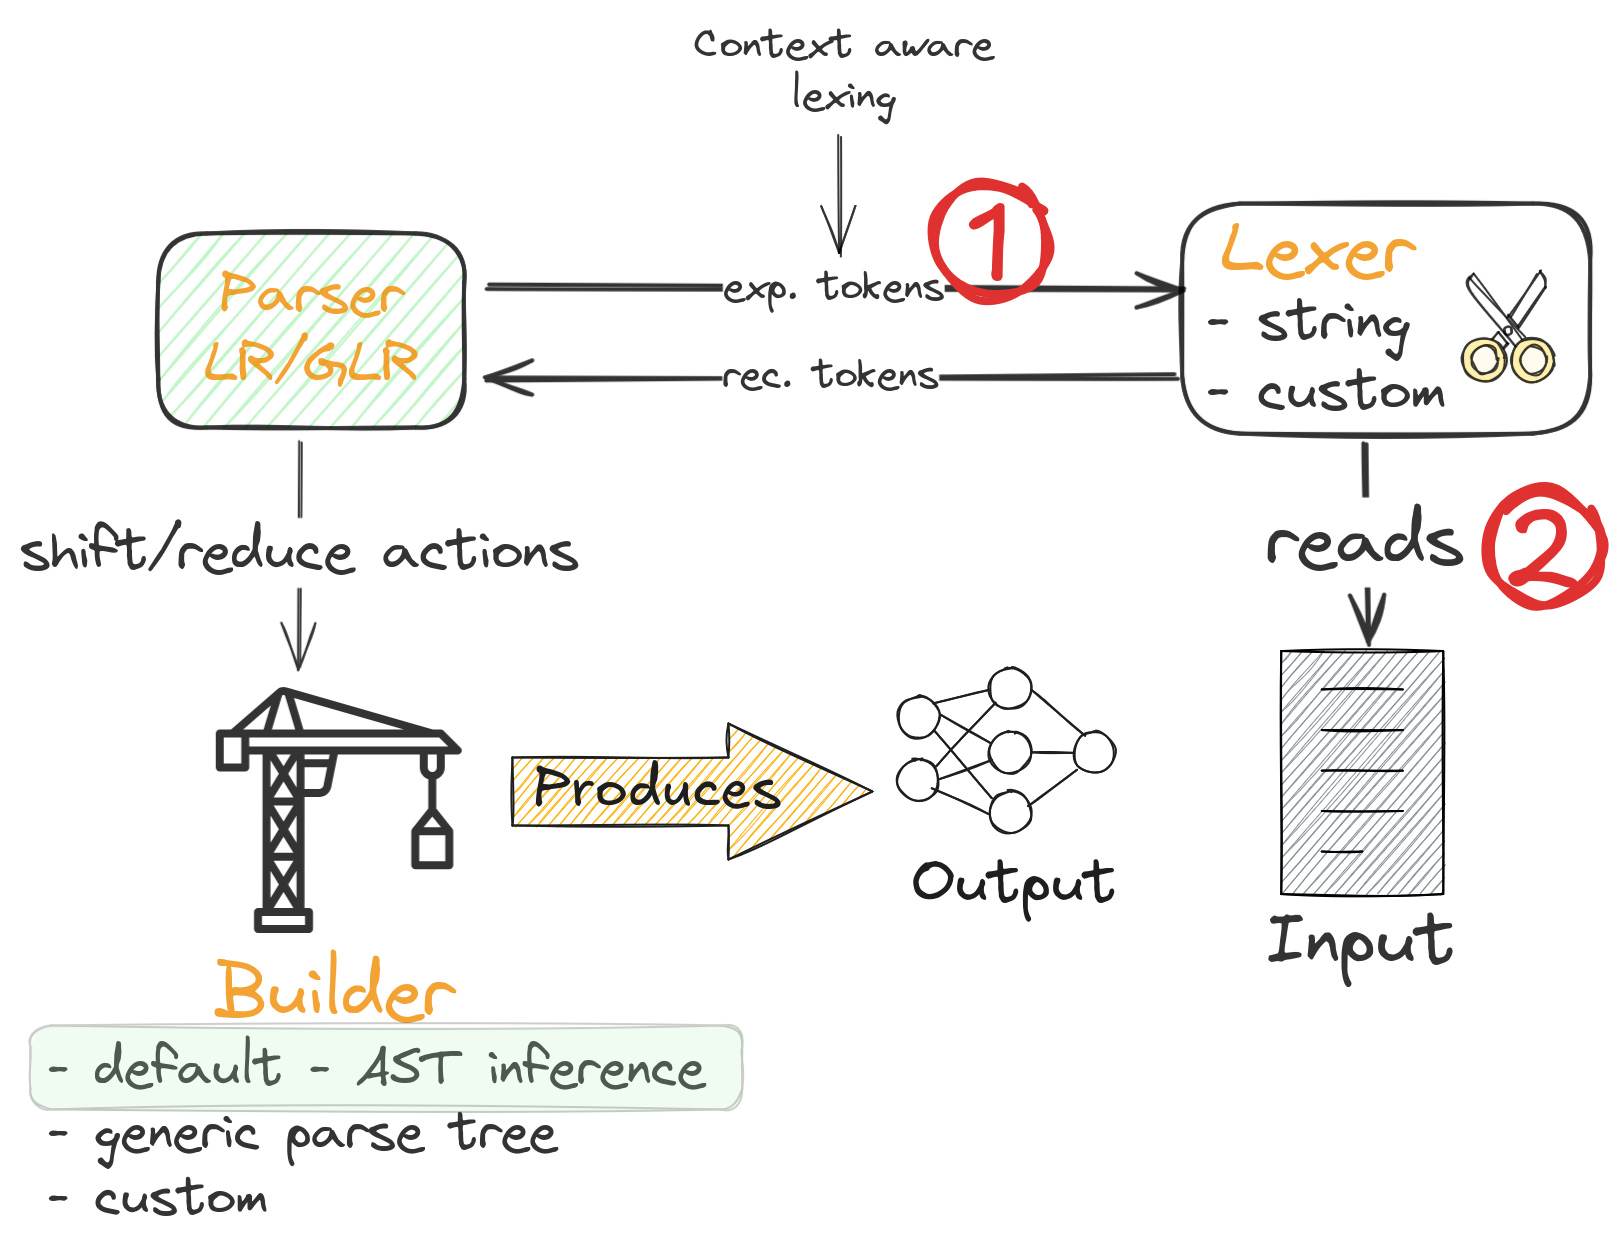 Context aware
lexing
1
exp. tokens
rec. tokens
Parser
LR/GLR
Lexer
- string
- custom
shift/reduce actions
reads
2
Produces
Output
Input
Builder
- default - AST inference
- generic parse tree
- custom